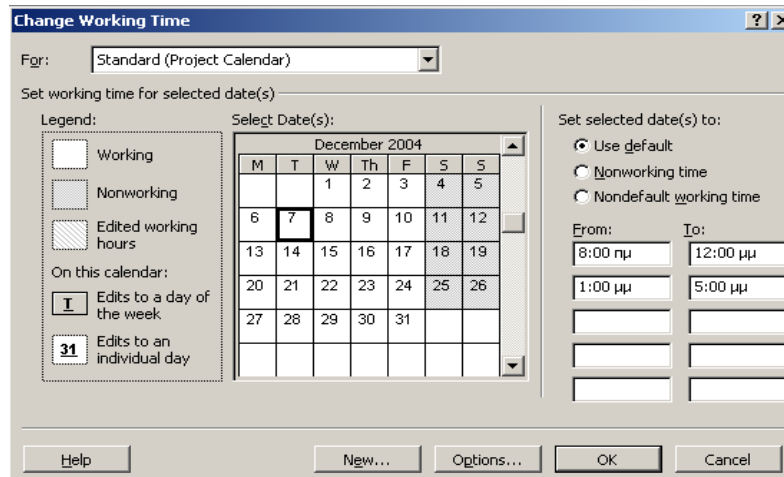 Change Working Time
For: Standard (Project Calendar)
Set working time for selected date(s)
Legend:
Working
Nonworking
Edited working
hours
On this calendar:
T Edits to a day of
the week
31 Edits to an
individual day
Select Date(s):
December 2004
M T W Th F S S
1 2 3 4 5
6 7 8 9 10 11 12
13 14 15 16 17 18 19
20 21 22 23 24 25 26
27 28 29 30 31
Set selected date(s) to:
Use default
Nonworking time
Nondefault working time
From: To:
8:00 πμ 12:00 μμ
1:00 μμ 5:00 μμ
Help New... Options... OK Cancel